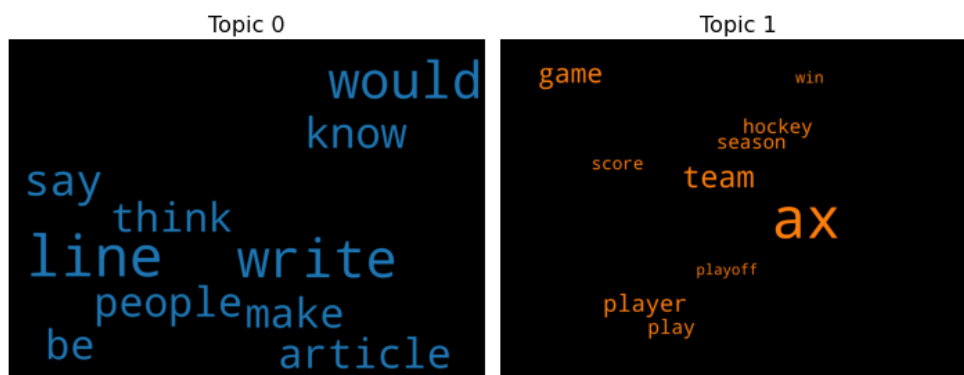 Topic 0
would
know
say
think
line write
people make
be article
Topic 1
game win
hockey
season
score
team
ax
playoff
player
play